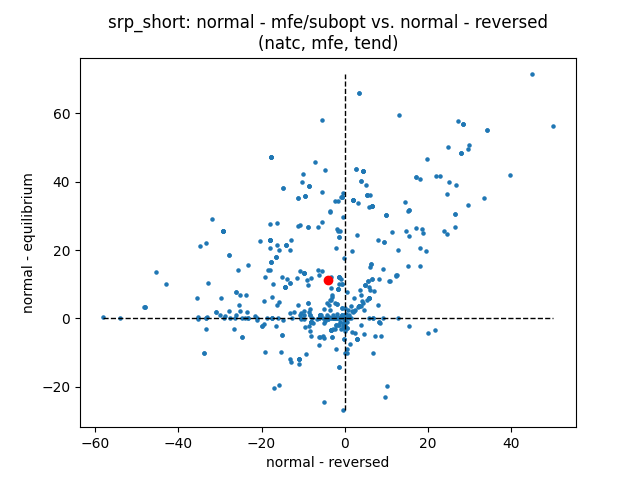 srp_short: normal - mfe/subopt vs. normal - reversed
(natc, mfe, tend)
normal - equilibrium
60
40
20
0
−20
−60
−40
−20
0
20
40
normal - reversed